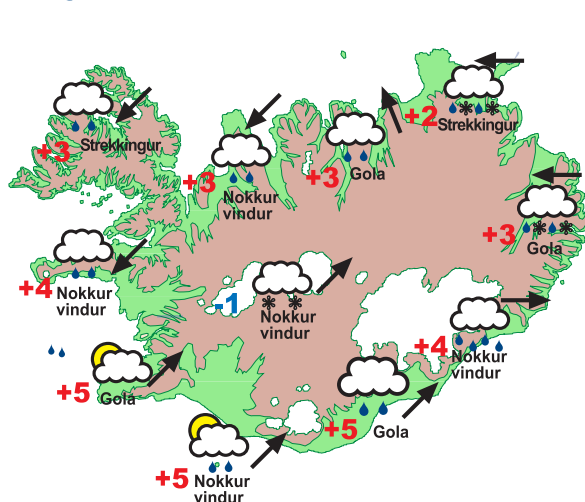 +2
Strekkingur
+3
Strekkingur
+3
Gola
+3
Nokkur
vindur
+3
Gola
+4
Nokkur
vindur
-1
Nokkur
vindur
+4
Nokkur
vindur
+5
Gola
+5
Gola
+5
Nokkur
vindur